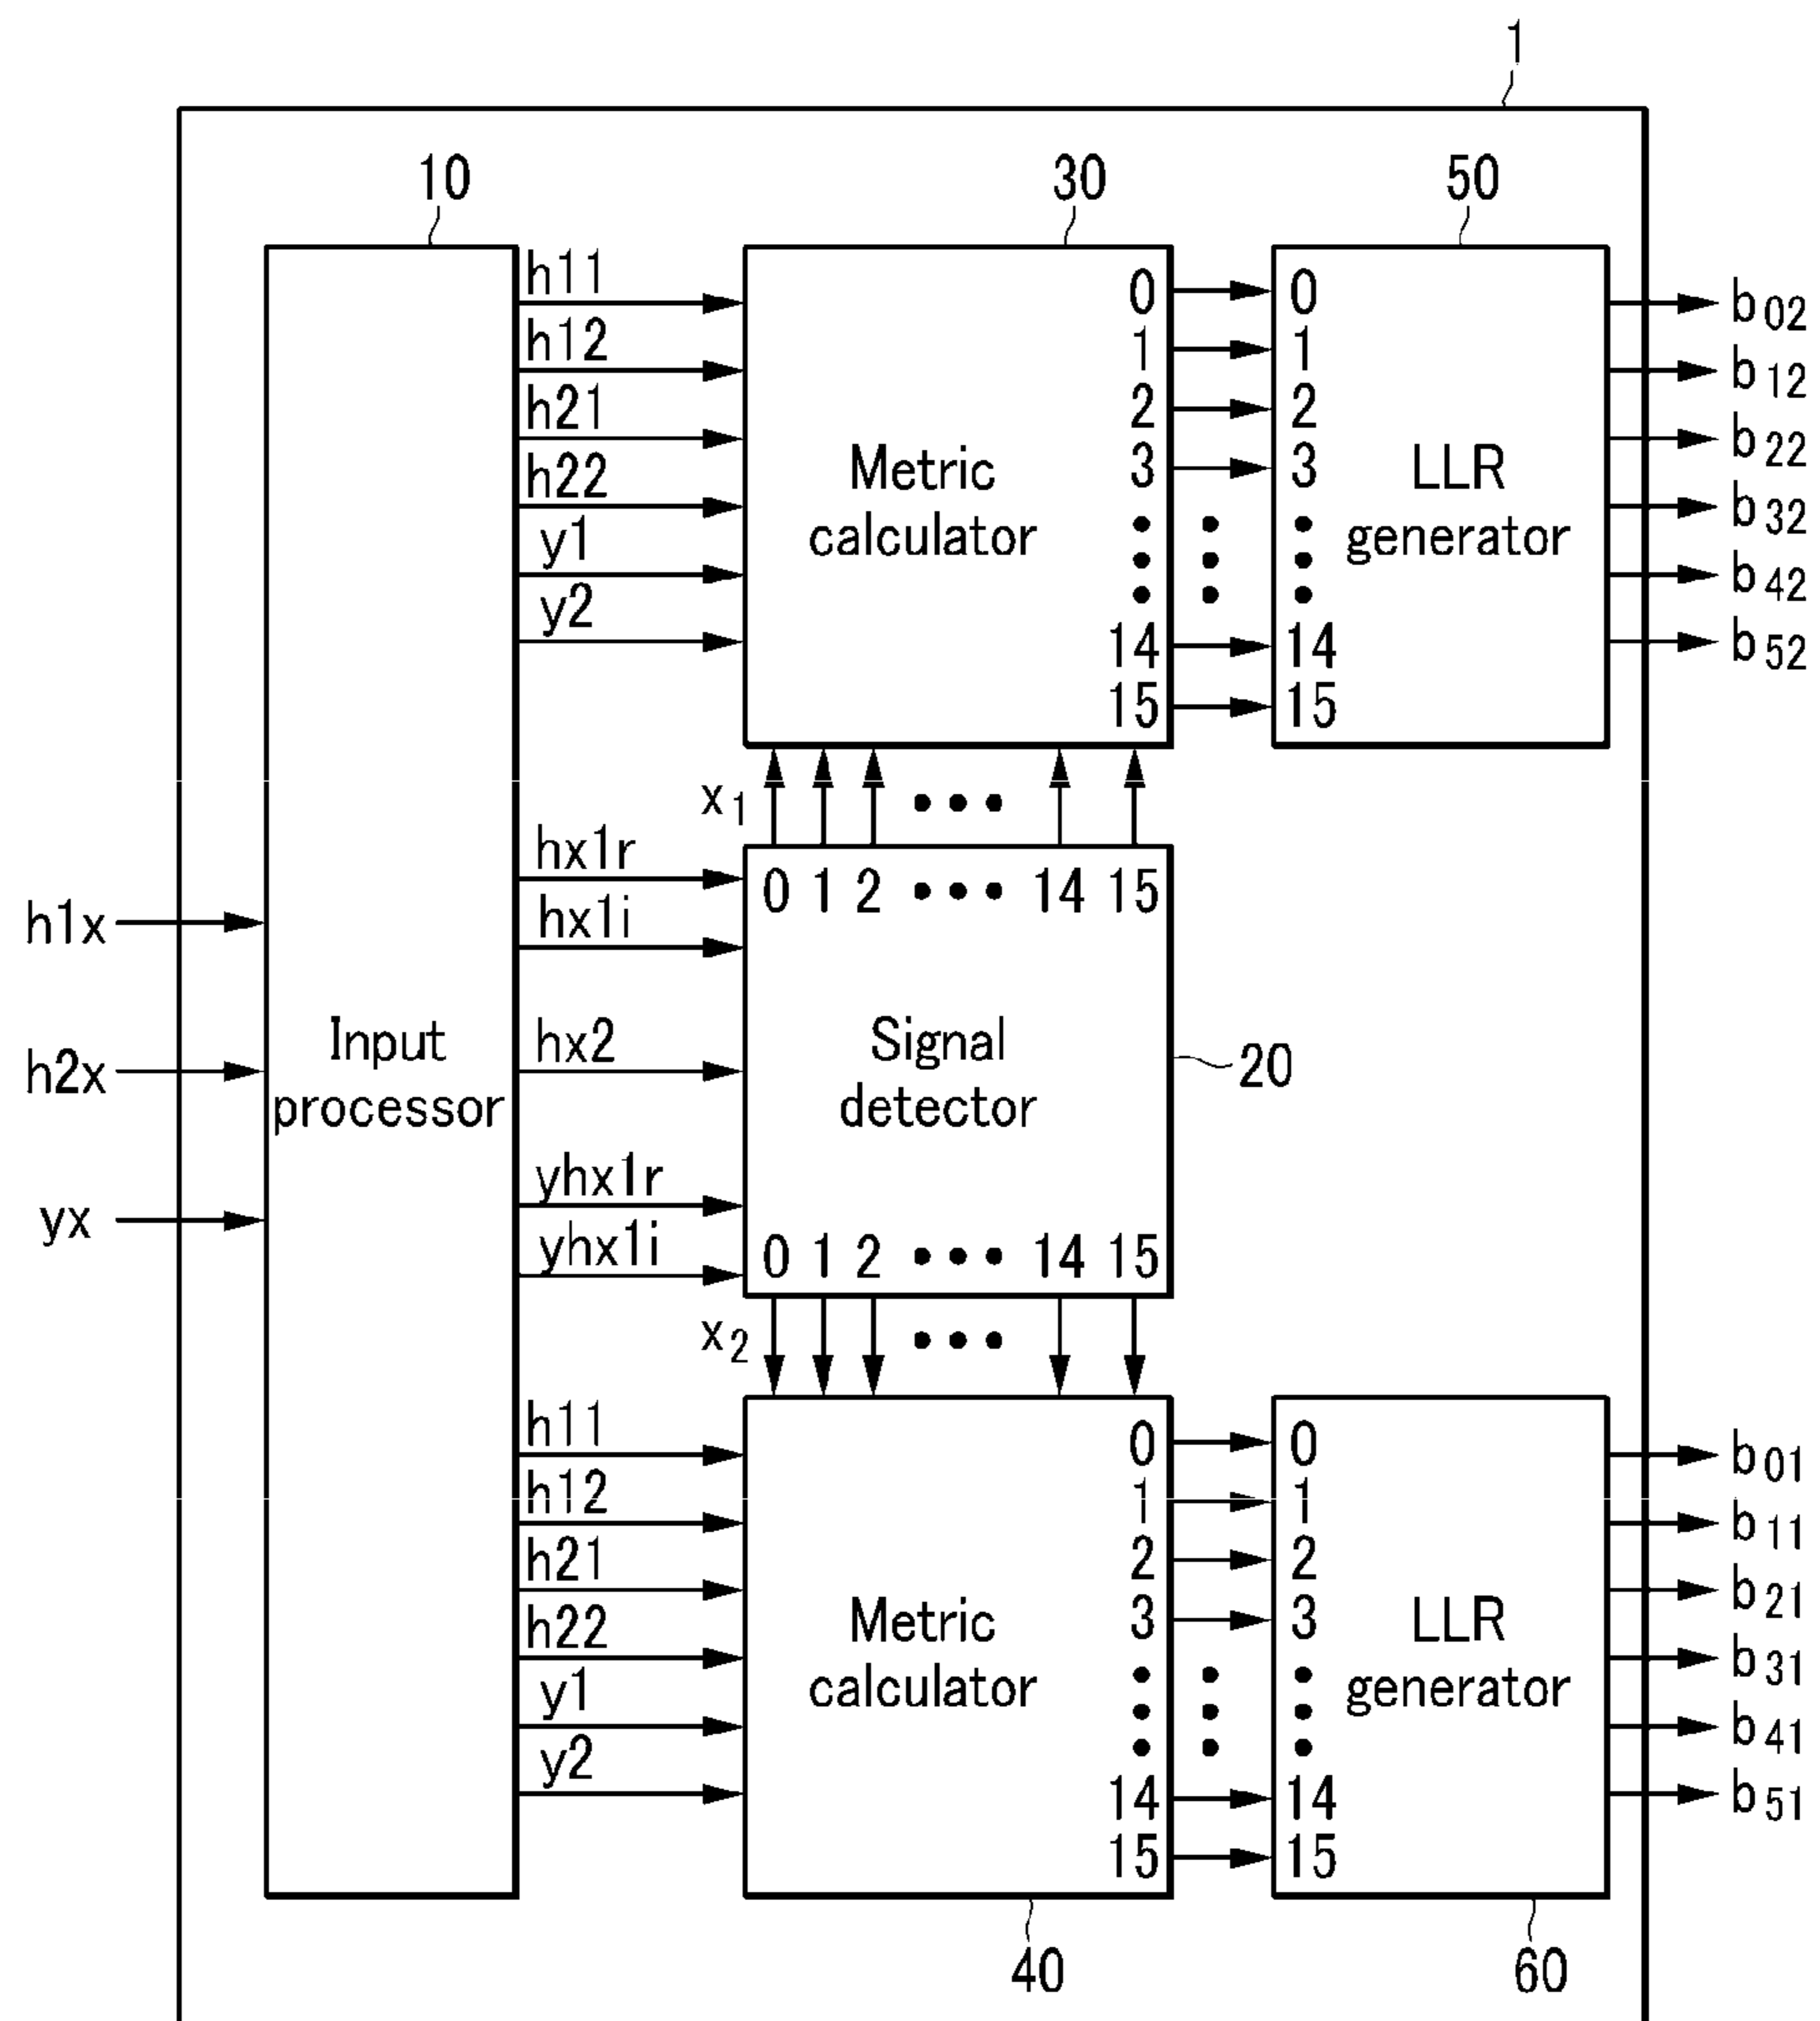 1
10
30
50
h11
h12
h21
h22
y1
y2
Metric
calculator
0
1
2
3
14
15
0
1
2
3
14
15
LLR
generator
b02
b12
b22
b32
b42
b52
x1
h1x
h2x
yx
Input
processor
hx1r
hx1i
hx2
yhx1r
yhx1i
0 1 2 14 15
Signal
detector
20
0 1 2 14 15
x2
h11
h12
h21
h22
y1
y2
Metric
calculator
0
1
2
3
14
15
0
1
2
3
14
15
LLR
generator
b01
b11
b21
b31
b41
b51
40
60